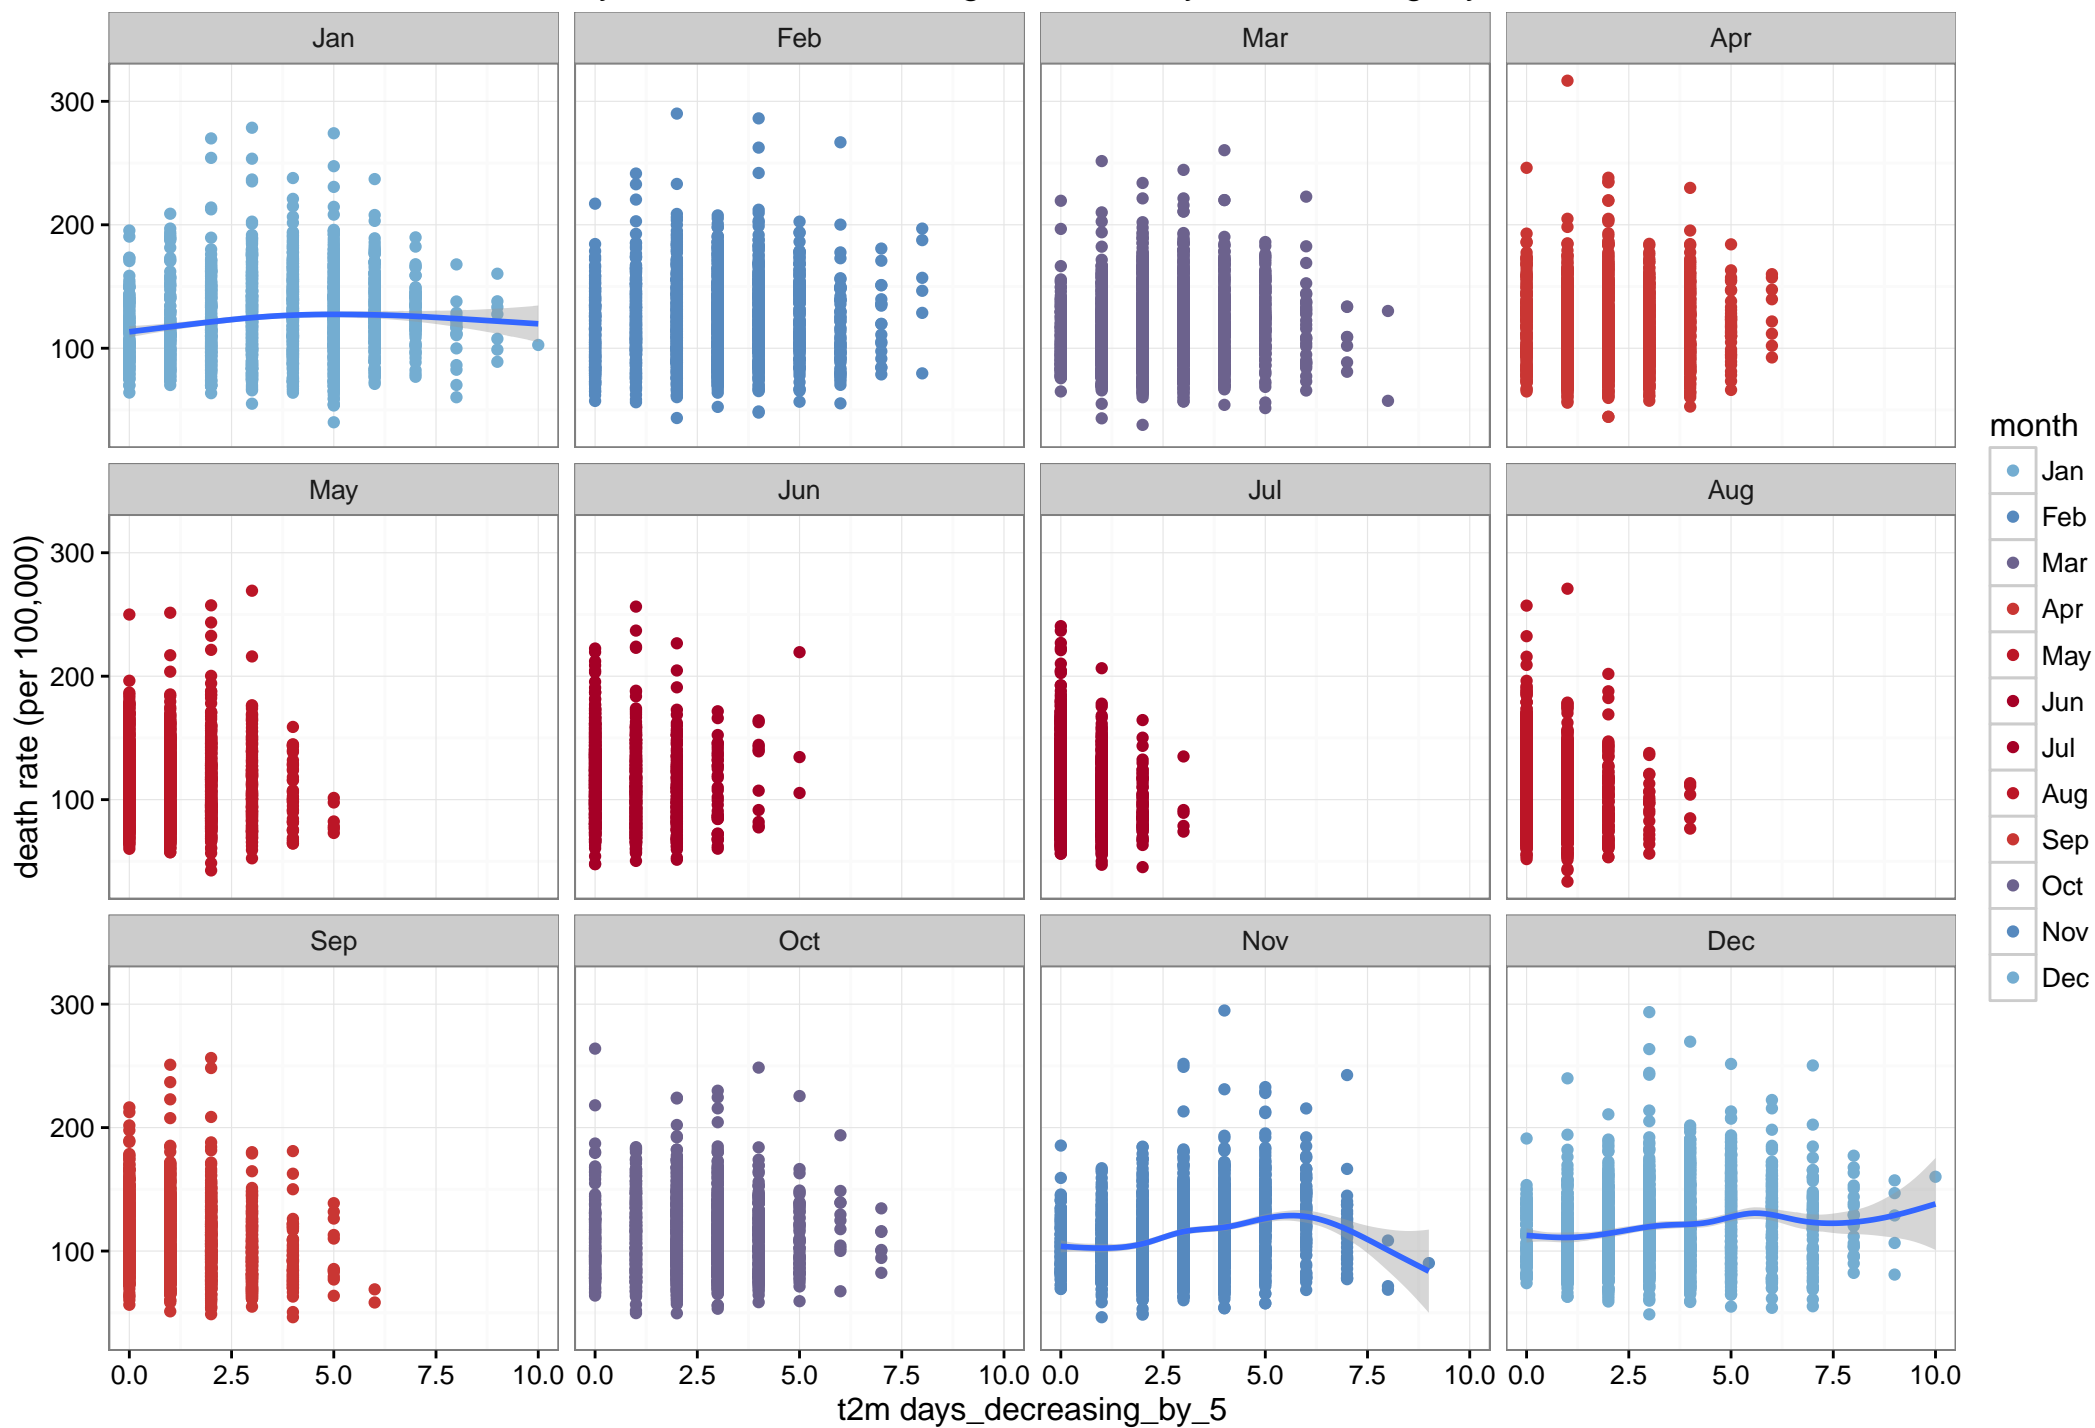 Jan Feb Mar Apr
300
200
100
May Jun Jul Aug
300
200
100
Sep Oct Nov Dec
300
200
100
0.0 2.5 5.0 7.5 10.0 0.0 2.5 5.0 7.5 10.0 0.0 2.5 5.0 7.5 10.0 0.0 2.5 5.0 7.5 10.0
t2m days_decreasing_by_5
death rate (per 100,000)
month
Jan
Feb
Mar
Apr
May
Jun
Jul
Aug
Sep
Oct
Nov
Dec